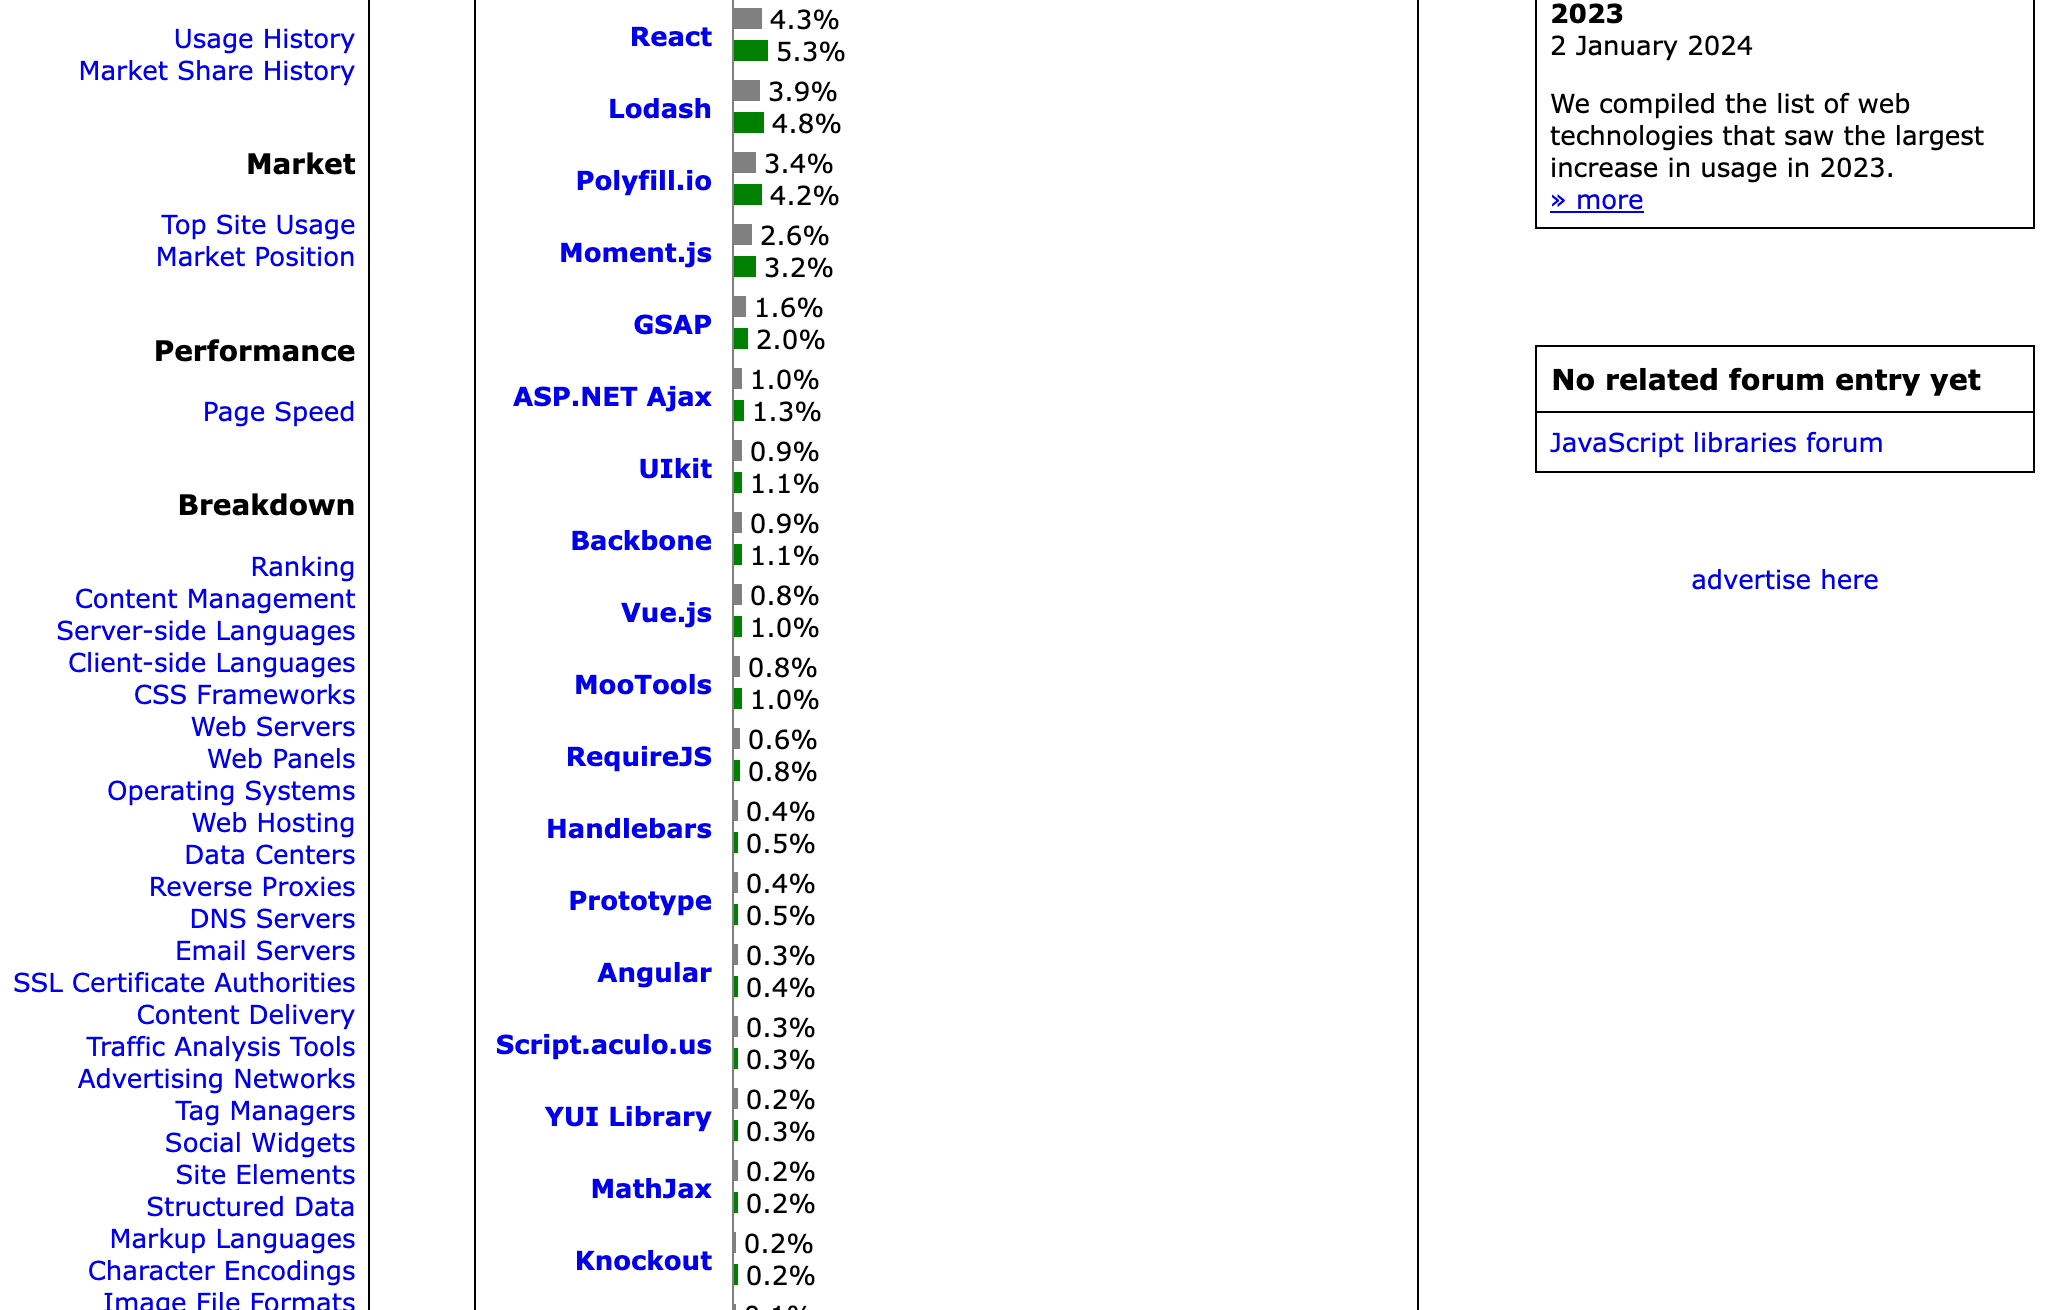 Usage History
Market Share History
Market
Top Site Usage
Market Position
Performance
Page Speed
Breakdown
Ranking
Content Management
Server-side Languages
Client-side Languages
CSS Frameworks
Web Servers
Web Panels
Operating Systems
Web Hosting
Data Centers
Reverse Proxies
DNS Servers
Email Servers
SSL Certificate Authorities
Content Delivery
Traffic Analysis Tools
Advertising Networks
Tag Managers
Social Widgets
Site Elements
Structured Data
Markup Languages
Character Encodings
Image File Formats
React
4.3%
5.3%
Lodash
3.9%
4.8%
Polyfill.io
3.4%
4.2%
Moment.js
2.6%
3.2%
GSAP
1.6%
2.0%
ASP.NET Ajax
1.0%
1.3%
UIkit
0.9%
1.1%
Backbone
0.9%
1.1%
Vue.js
0.8%
1.0%
MooTools
0.8%
1.0%
RequireJS
0.6%
0.8%
Handlebars
0.4%
0.5%
Prototype
0.4%
0.5%
Angular
0.3%
0.4%
Script.aculo.us
0.3%
0.3%
YUI Library
0.2%
0.3%
MathJax
0.2%
0.2%
Knockout
0.2%
0.2%
0.1%
2023
2 January 2024
We compiled the list of web
technologies that saw the largest
increase in usage in 2023.
» more
No related forum entry yet
JavaScript libraries forum
advertise here